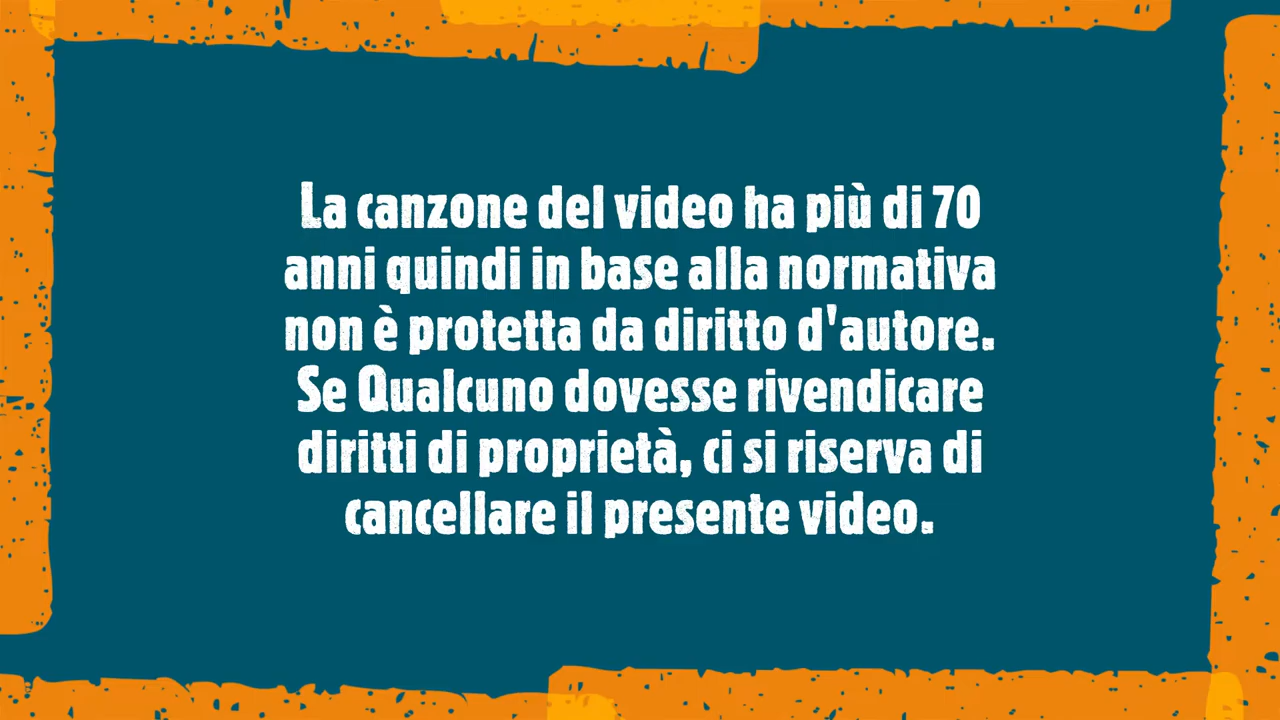 La canzone del video ha più di 70
anni quindi in base alla normativa
non è protetta da diritto d'autore.
Se Qualcuno dovesse rivendicare
diritti di proprietà, ci si riserva di
cancellare il presente video.